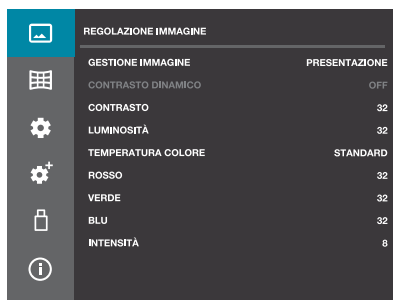 REGOLAZIONE IMMAGINE
GESTIONE IMMAGINE PRESENTAZIONE
CONTRASTO DINAMICO OFF
CONTRASTO 32
LUMINOSITÀ 32
TEMPERATURA COLORE STANDARD
ROSSO 32
VERDE 32
BLU 32
INTENSITÀ 8